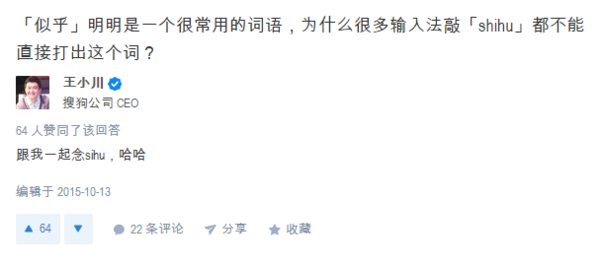 「似乎」明明是一个很常用的词语，为什么很多输入法敲「shihu」都不能
直接打出这个词？
王小川
搜狗公司 CEO
64 人赞同了该回答
跟我一起念sihu，哈哈
编辑于 2015-10-13
64 22 条评论 分享 收藏